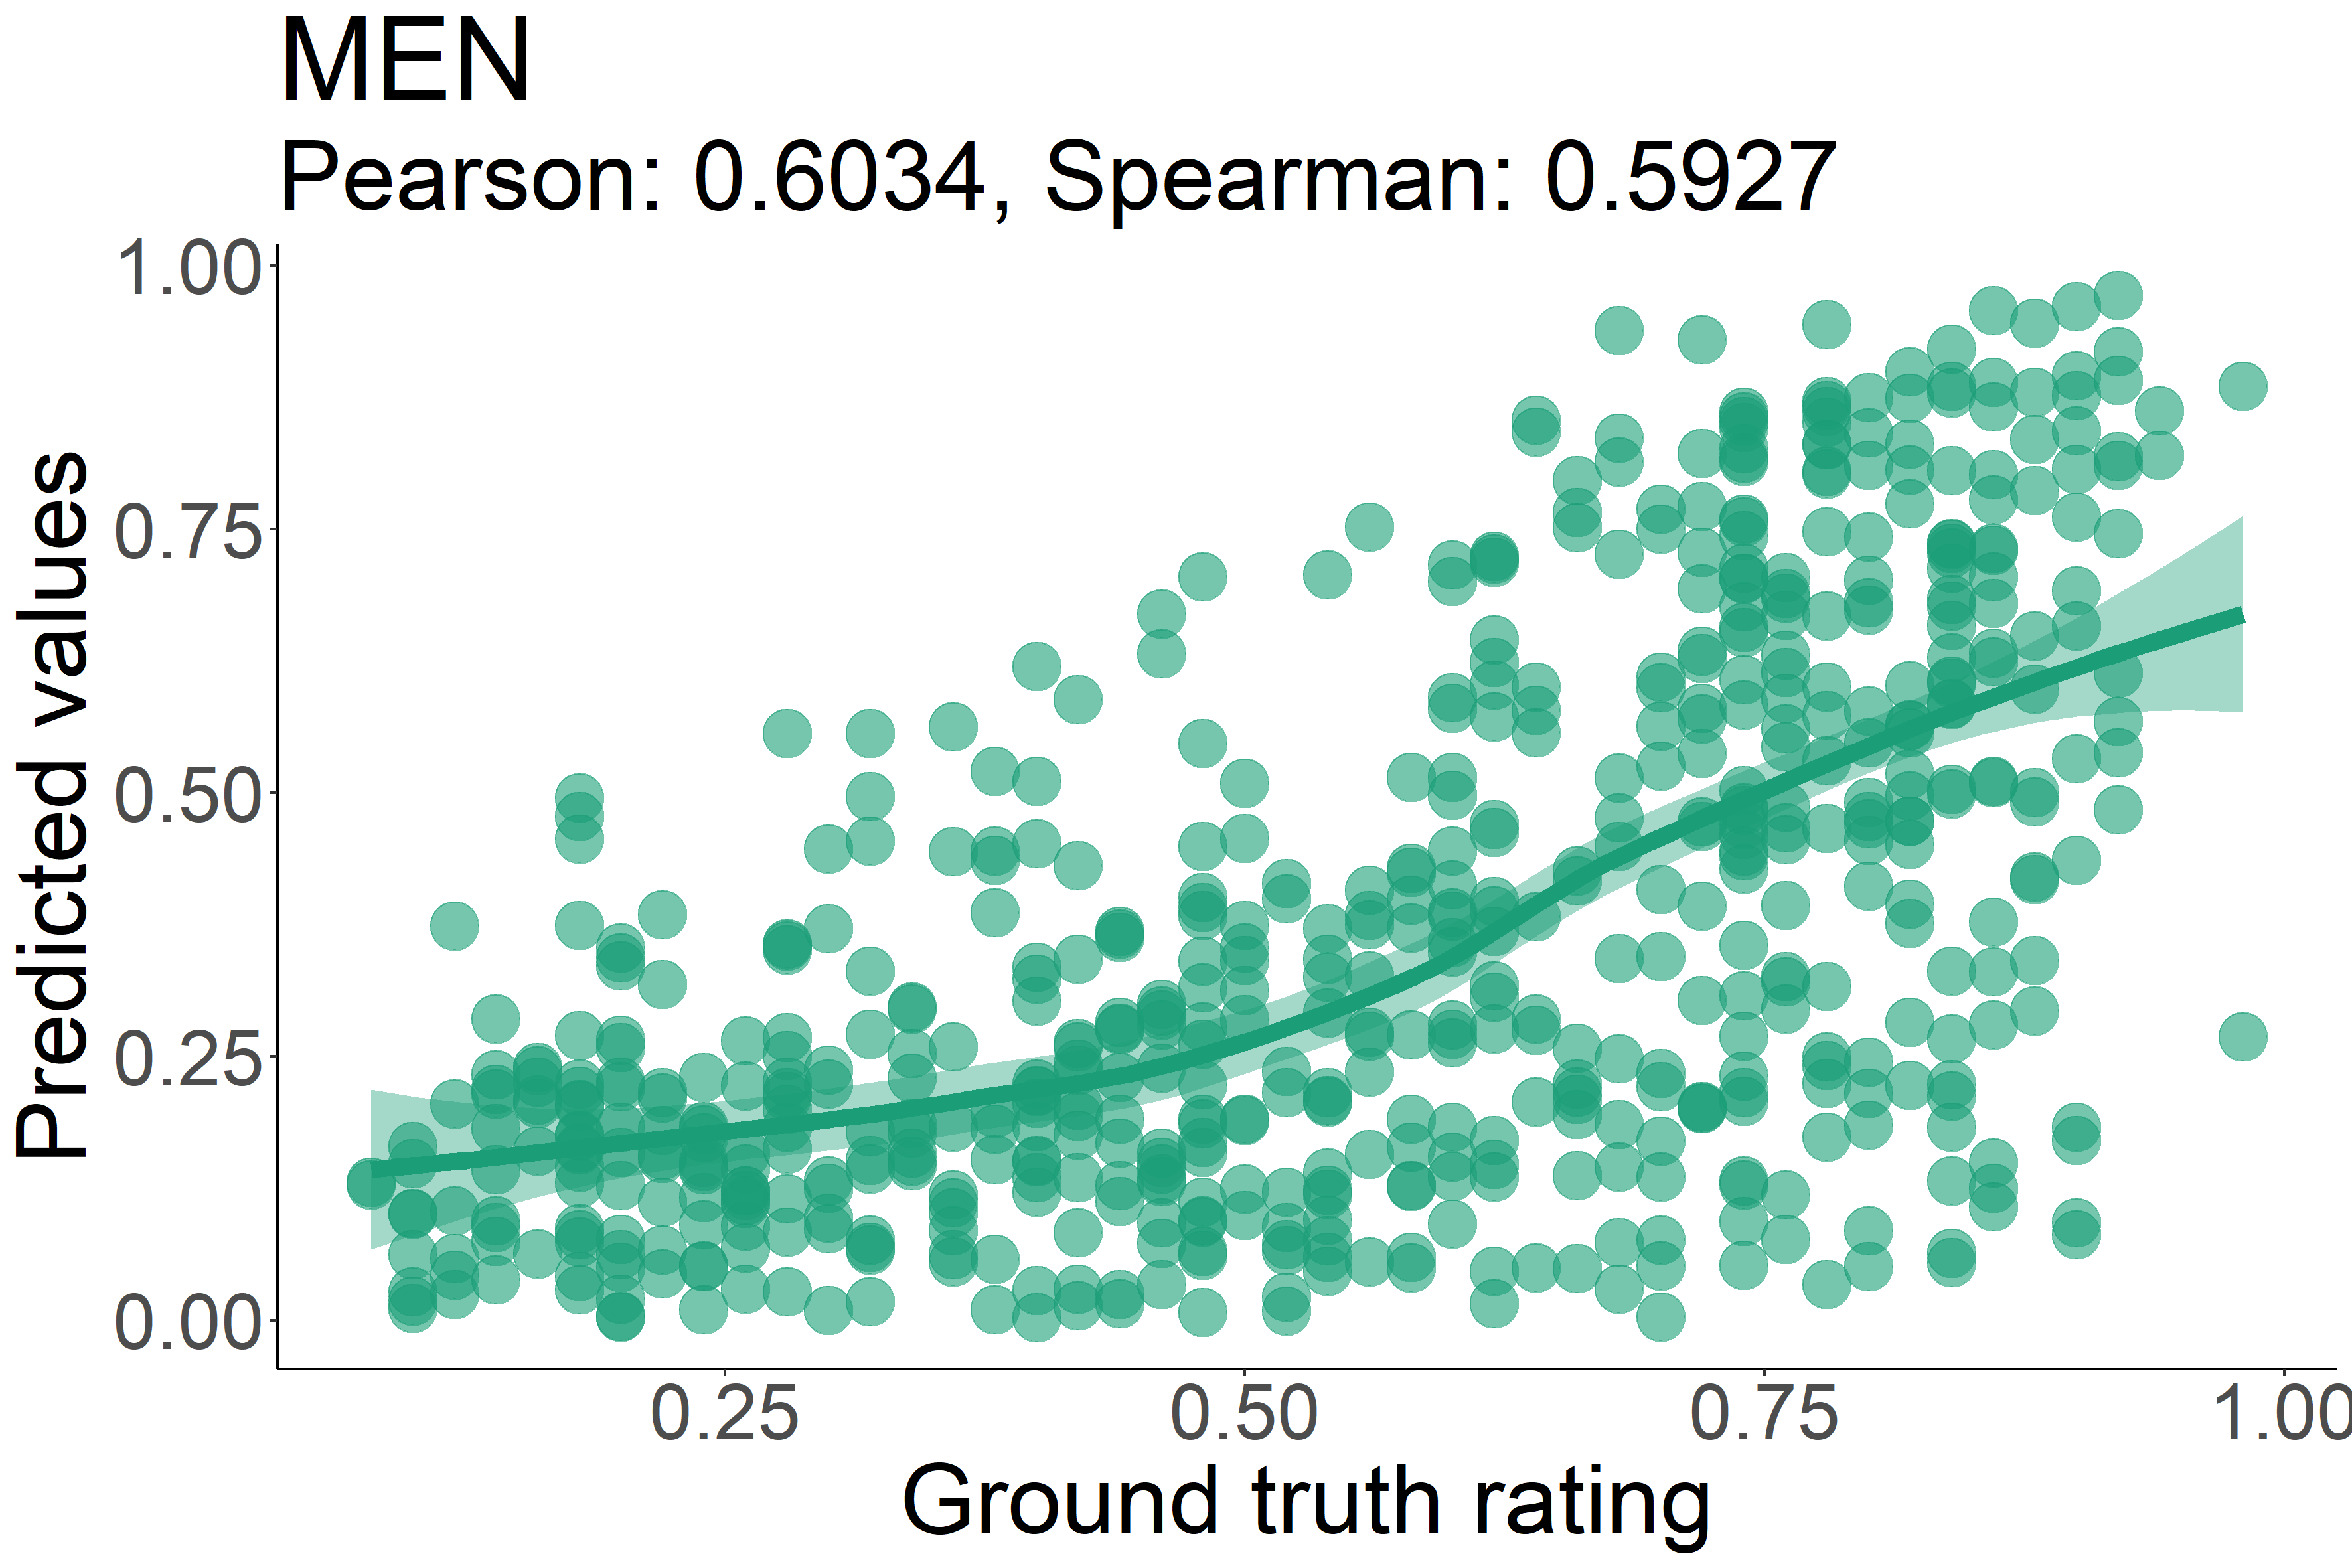 MEN
Pearson: 0.6034, Spearman: 0.5927
1.00
0.75
0.50
0.25
0.00
Predicted values
0.25 0.50 0.75 1.00
Ground truth rating